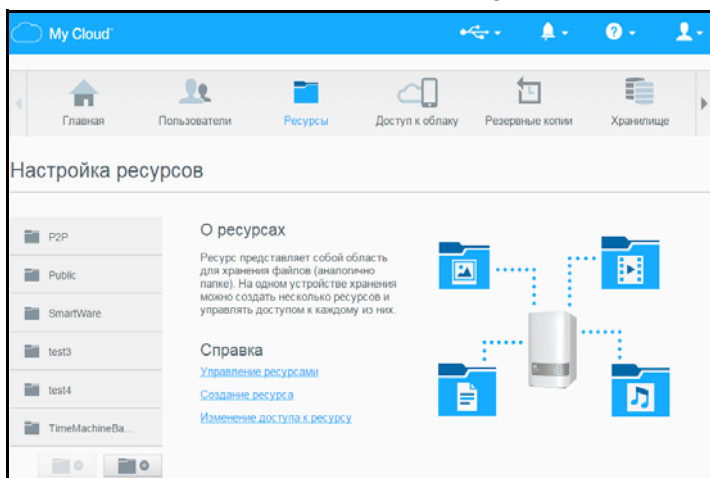 My Cloud™
Главная
Пользователи
Ресурсы
Доступ к облаку
Резервные копии
Хранилище
Настройка ресурсов
P2P
Public
SmartWare
test3
test4
TimeMachineBa...
О ресурсах
Ресурс представляет собой область
для хранения файлов (аналогично
папке). На одном устройстве хранения
можно создать несколько ресурсов и
управлять доступом к каждому из них.
Справка
Управление ресурсами
Создание ресурса
Изменение доступа к ресурсу